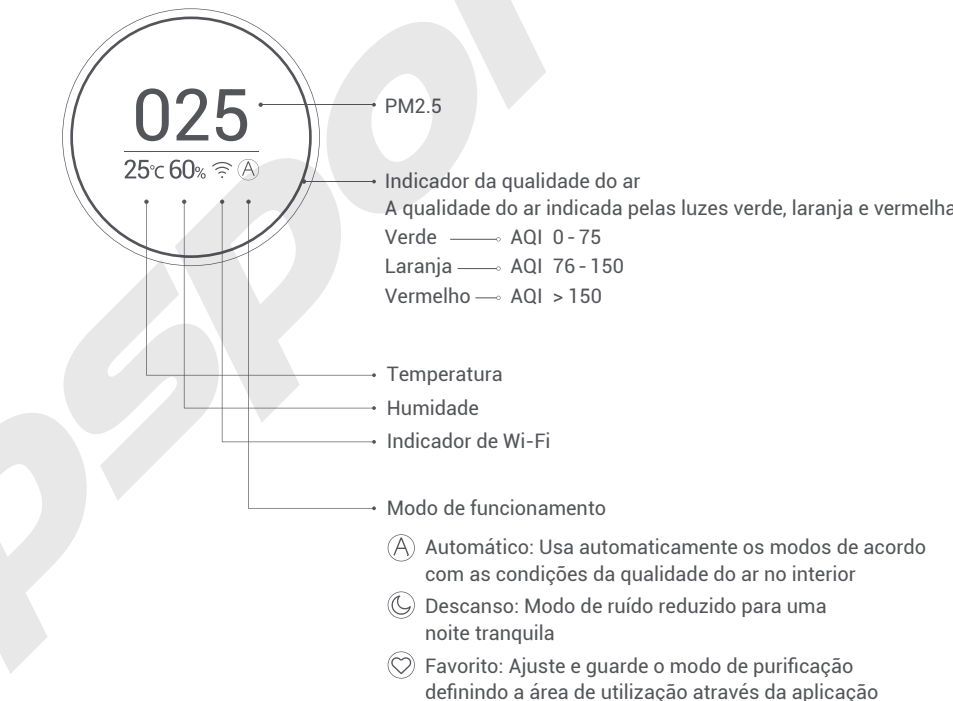 025
25℃ 60%
PM2.5
Indicador da qualidade do ar
A qualidade do ar indicada pelas luzes verde, laranja e vermelha
Verde AQI 0 - 75
Laranja AQI 76 - 150
Vermelho AQI > 150
Temperatura
Humidade
Indicador de Wi-Fi
Modo de funcionamento
A Automático: Usa automaticamente os modos de acordo
com as condições da qualidade do ar no interior
Descanso: Modo de ruído reduzido para uma
noite tranquila
Favorito: Ajuste e guarde o modo de purificação
definindo a área de utilização através da aplicação